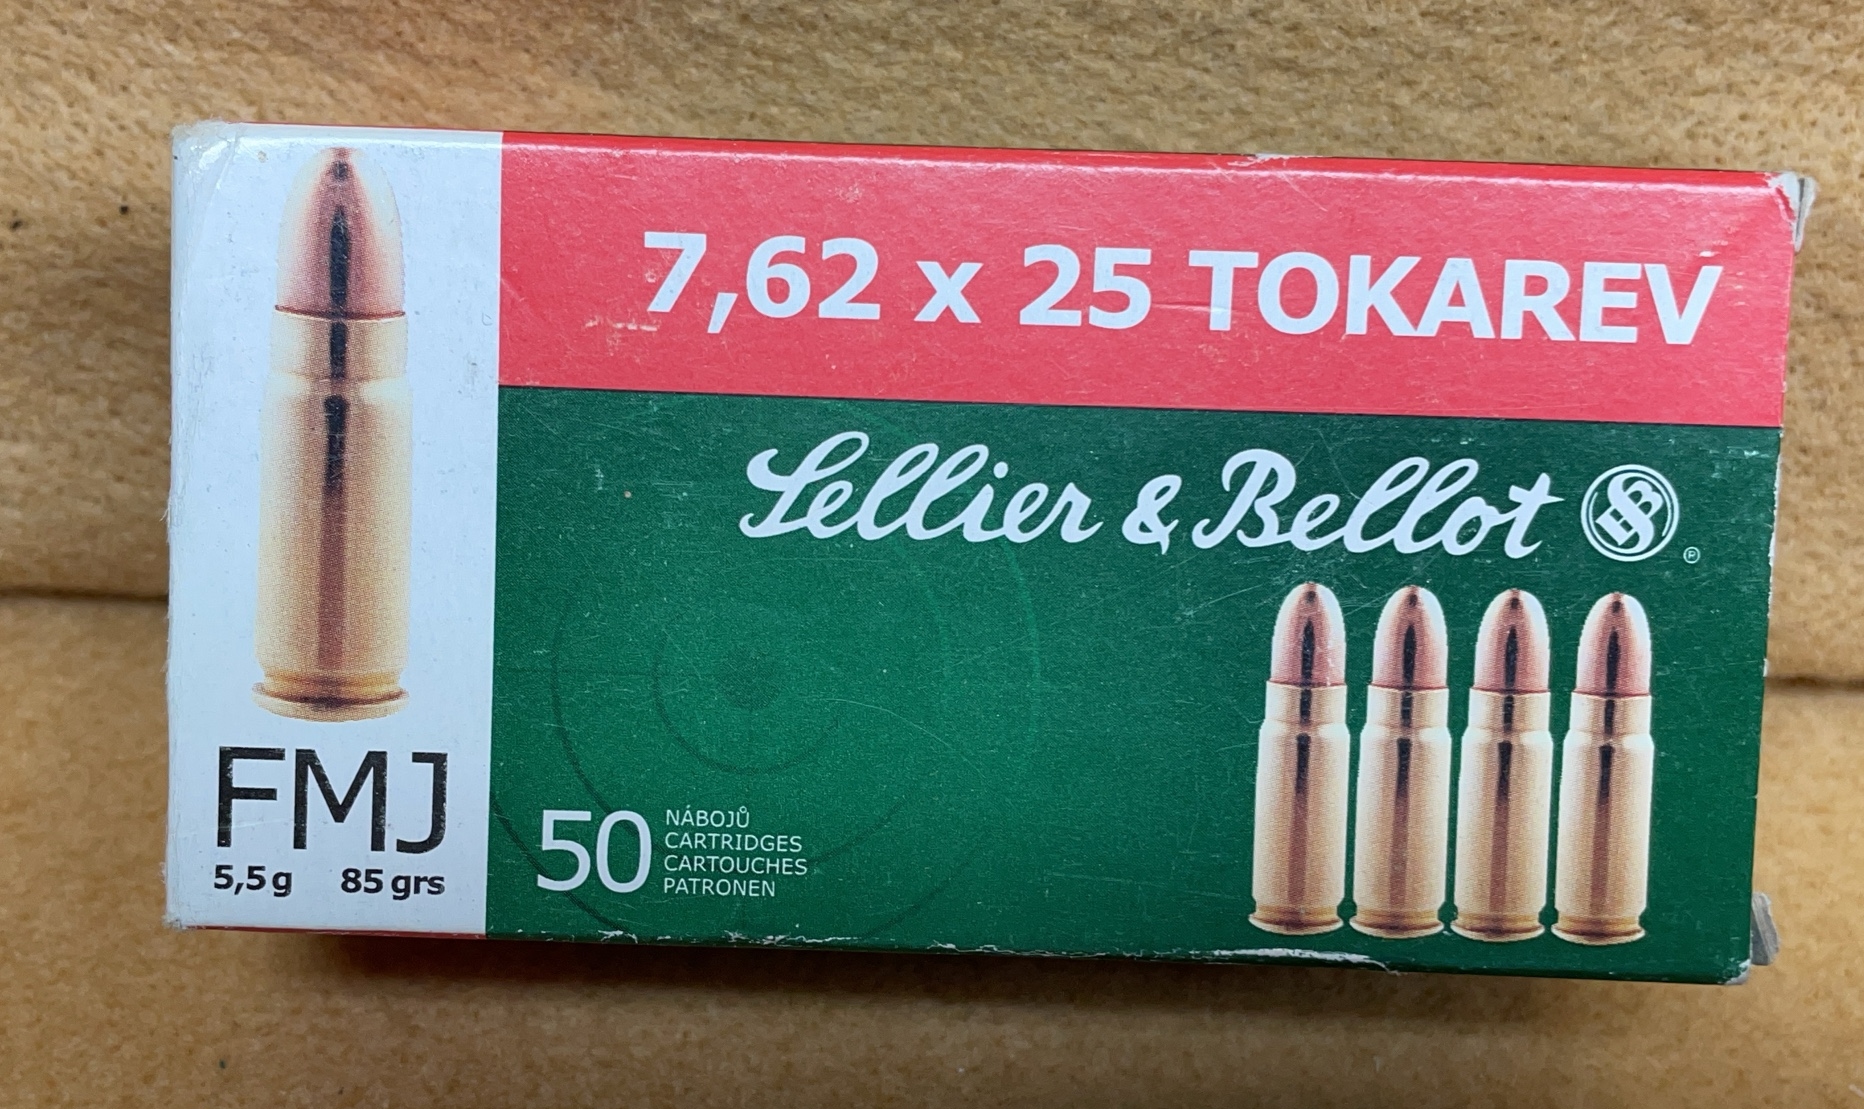 7,62 x 25 TOKAREV
Sellier & Bellot
®
FMJ
5,5 g 85 grs
50
NÁBOJŮ
CARTRIDGES
CARTOUCHES
PATRONEN